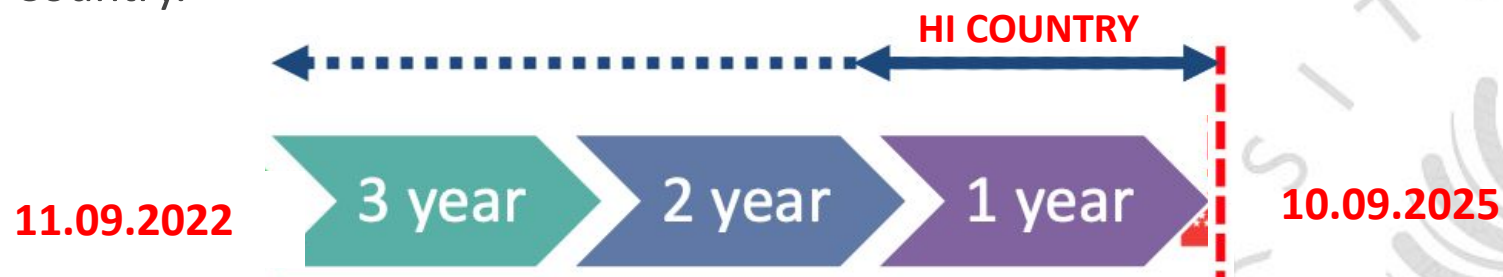 Country.
HI COUNTRY
3 year 2 year 1 year
11.09.2022 10.09.2025
S I T